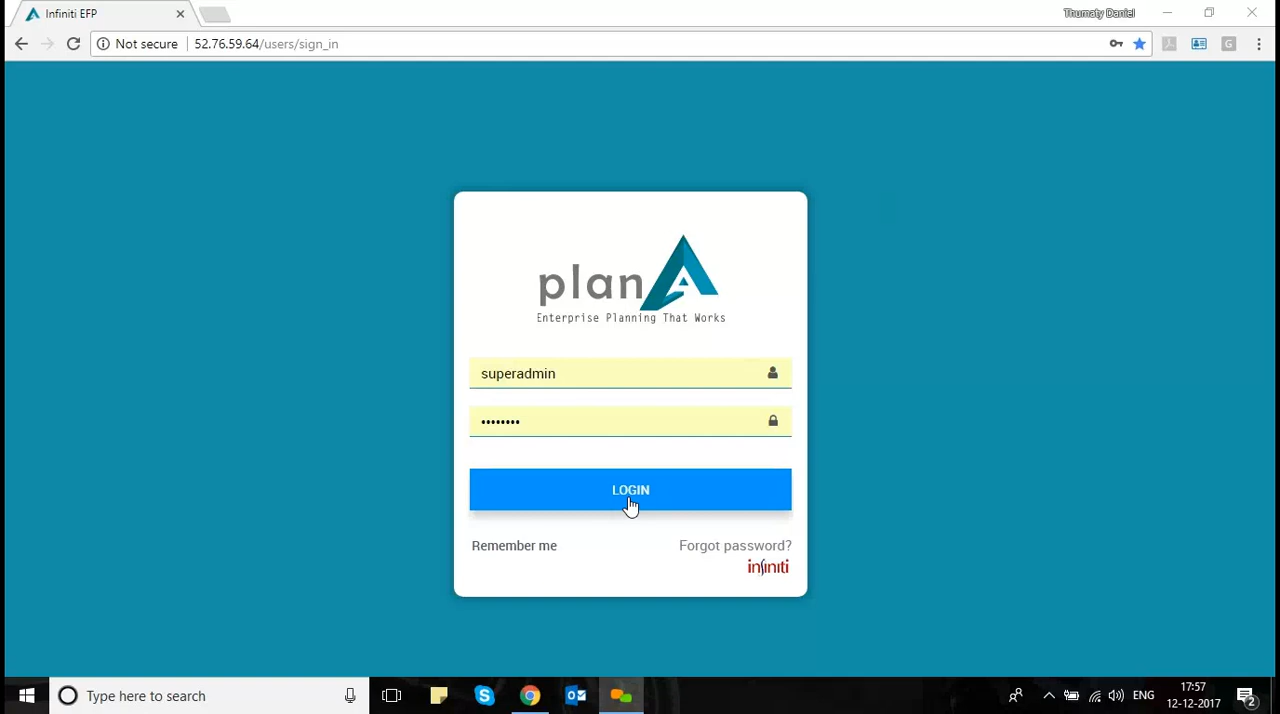 Infiniti EFP
Thumaty Daniel
Not secure 52.76.59.64/users/sign_in
G
plan A
Enterprise Planning That Works
superadmin
••••••••
LOGIN
Remember me Forgot password?
infiniti
Type here to search
ENG
17:57
12-12-2017
2